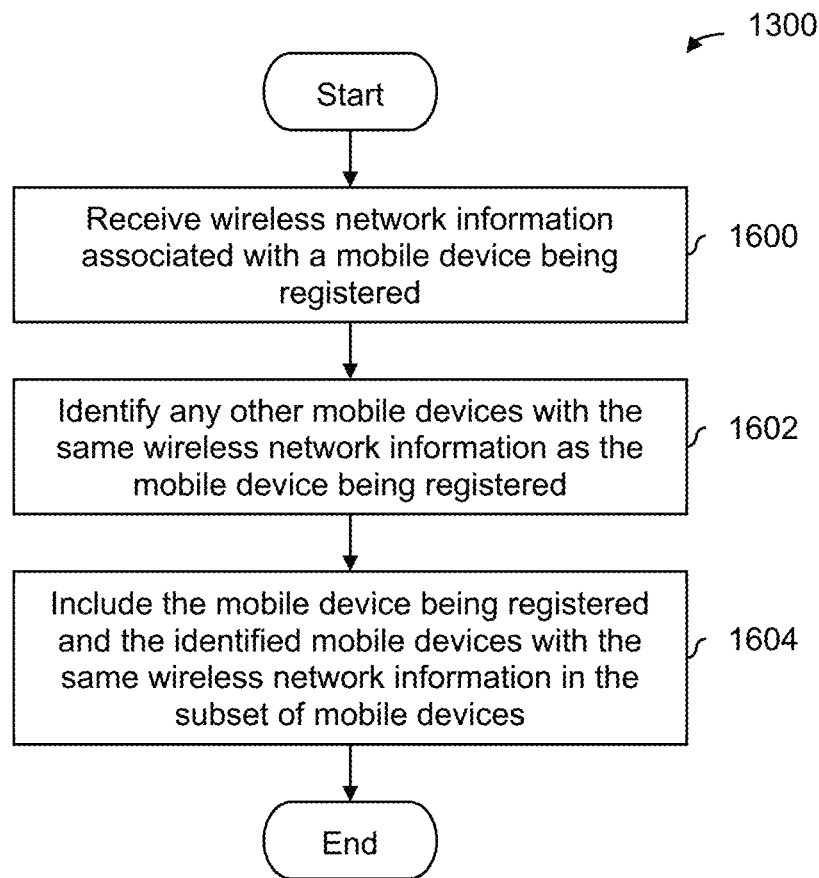 1300
Start
Receive wireless network information
associated with a mobile device being
registered
1600
Identify any other mobile devices with the
same wireless network information as the
mobile device being registered
1602
Include the mobile device being registered
and the identified mobile devices with the
same wireless network information in the
subset of mobile devices
1604
End